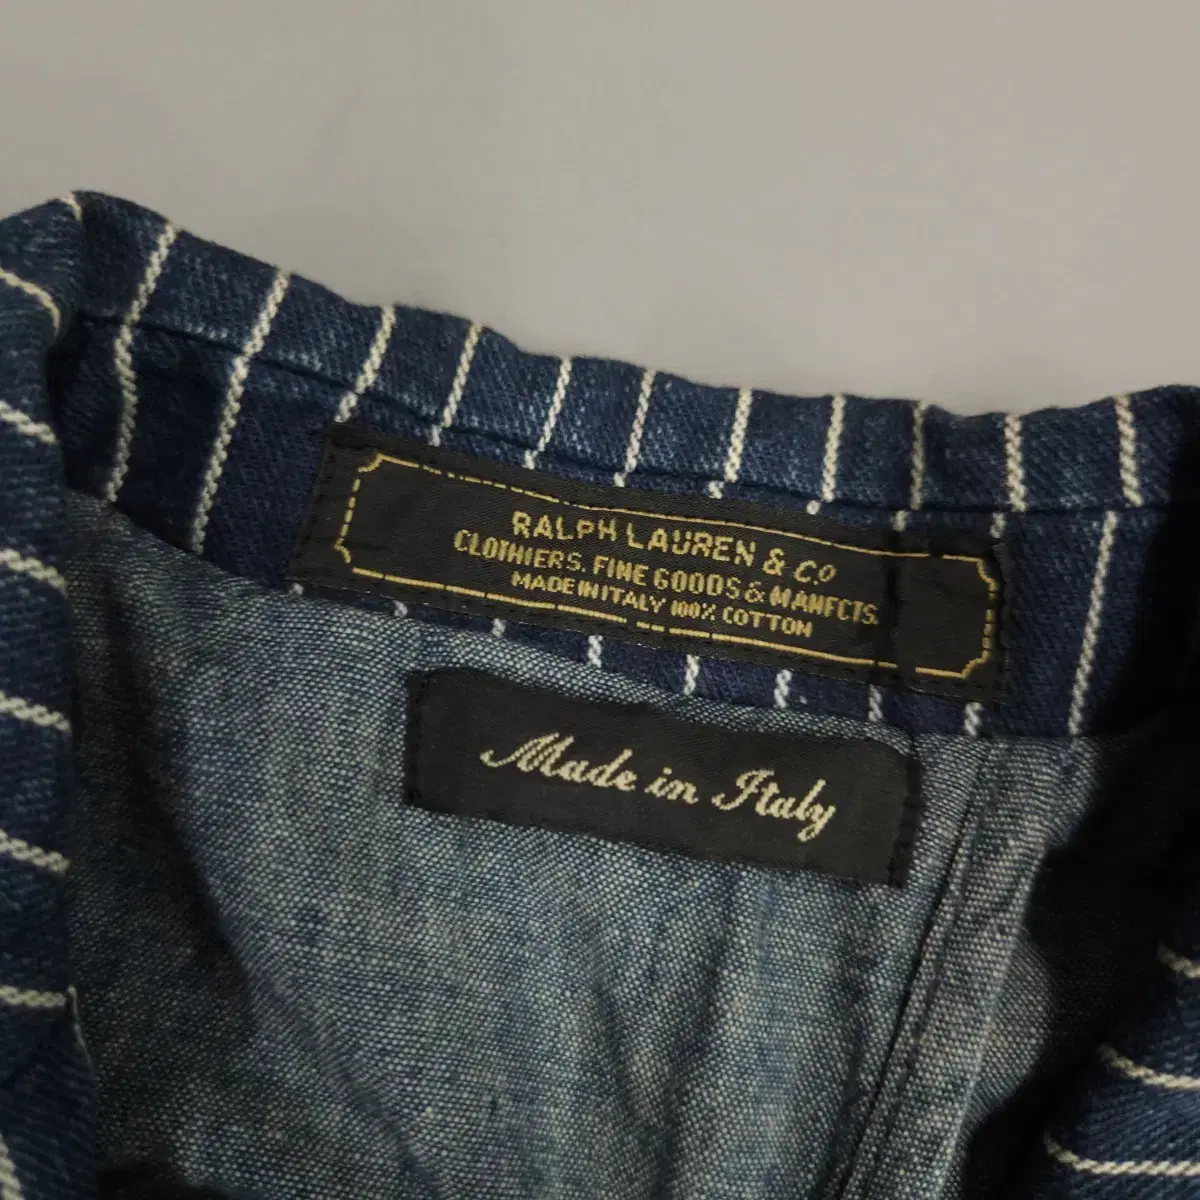 RALPH LAUREN & Co
CLOTHIERS. FINE GOODS & MANFCTS.
MADE IN ITALY 100% COTTON
Made in Italy